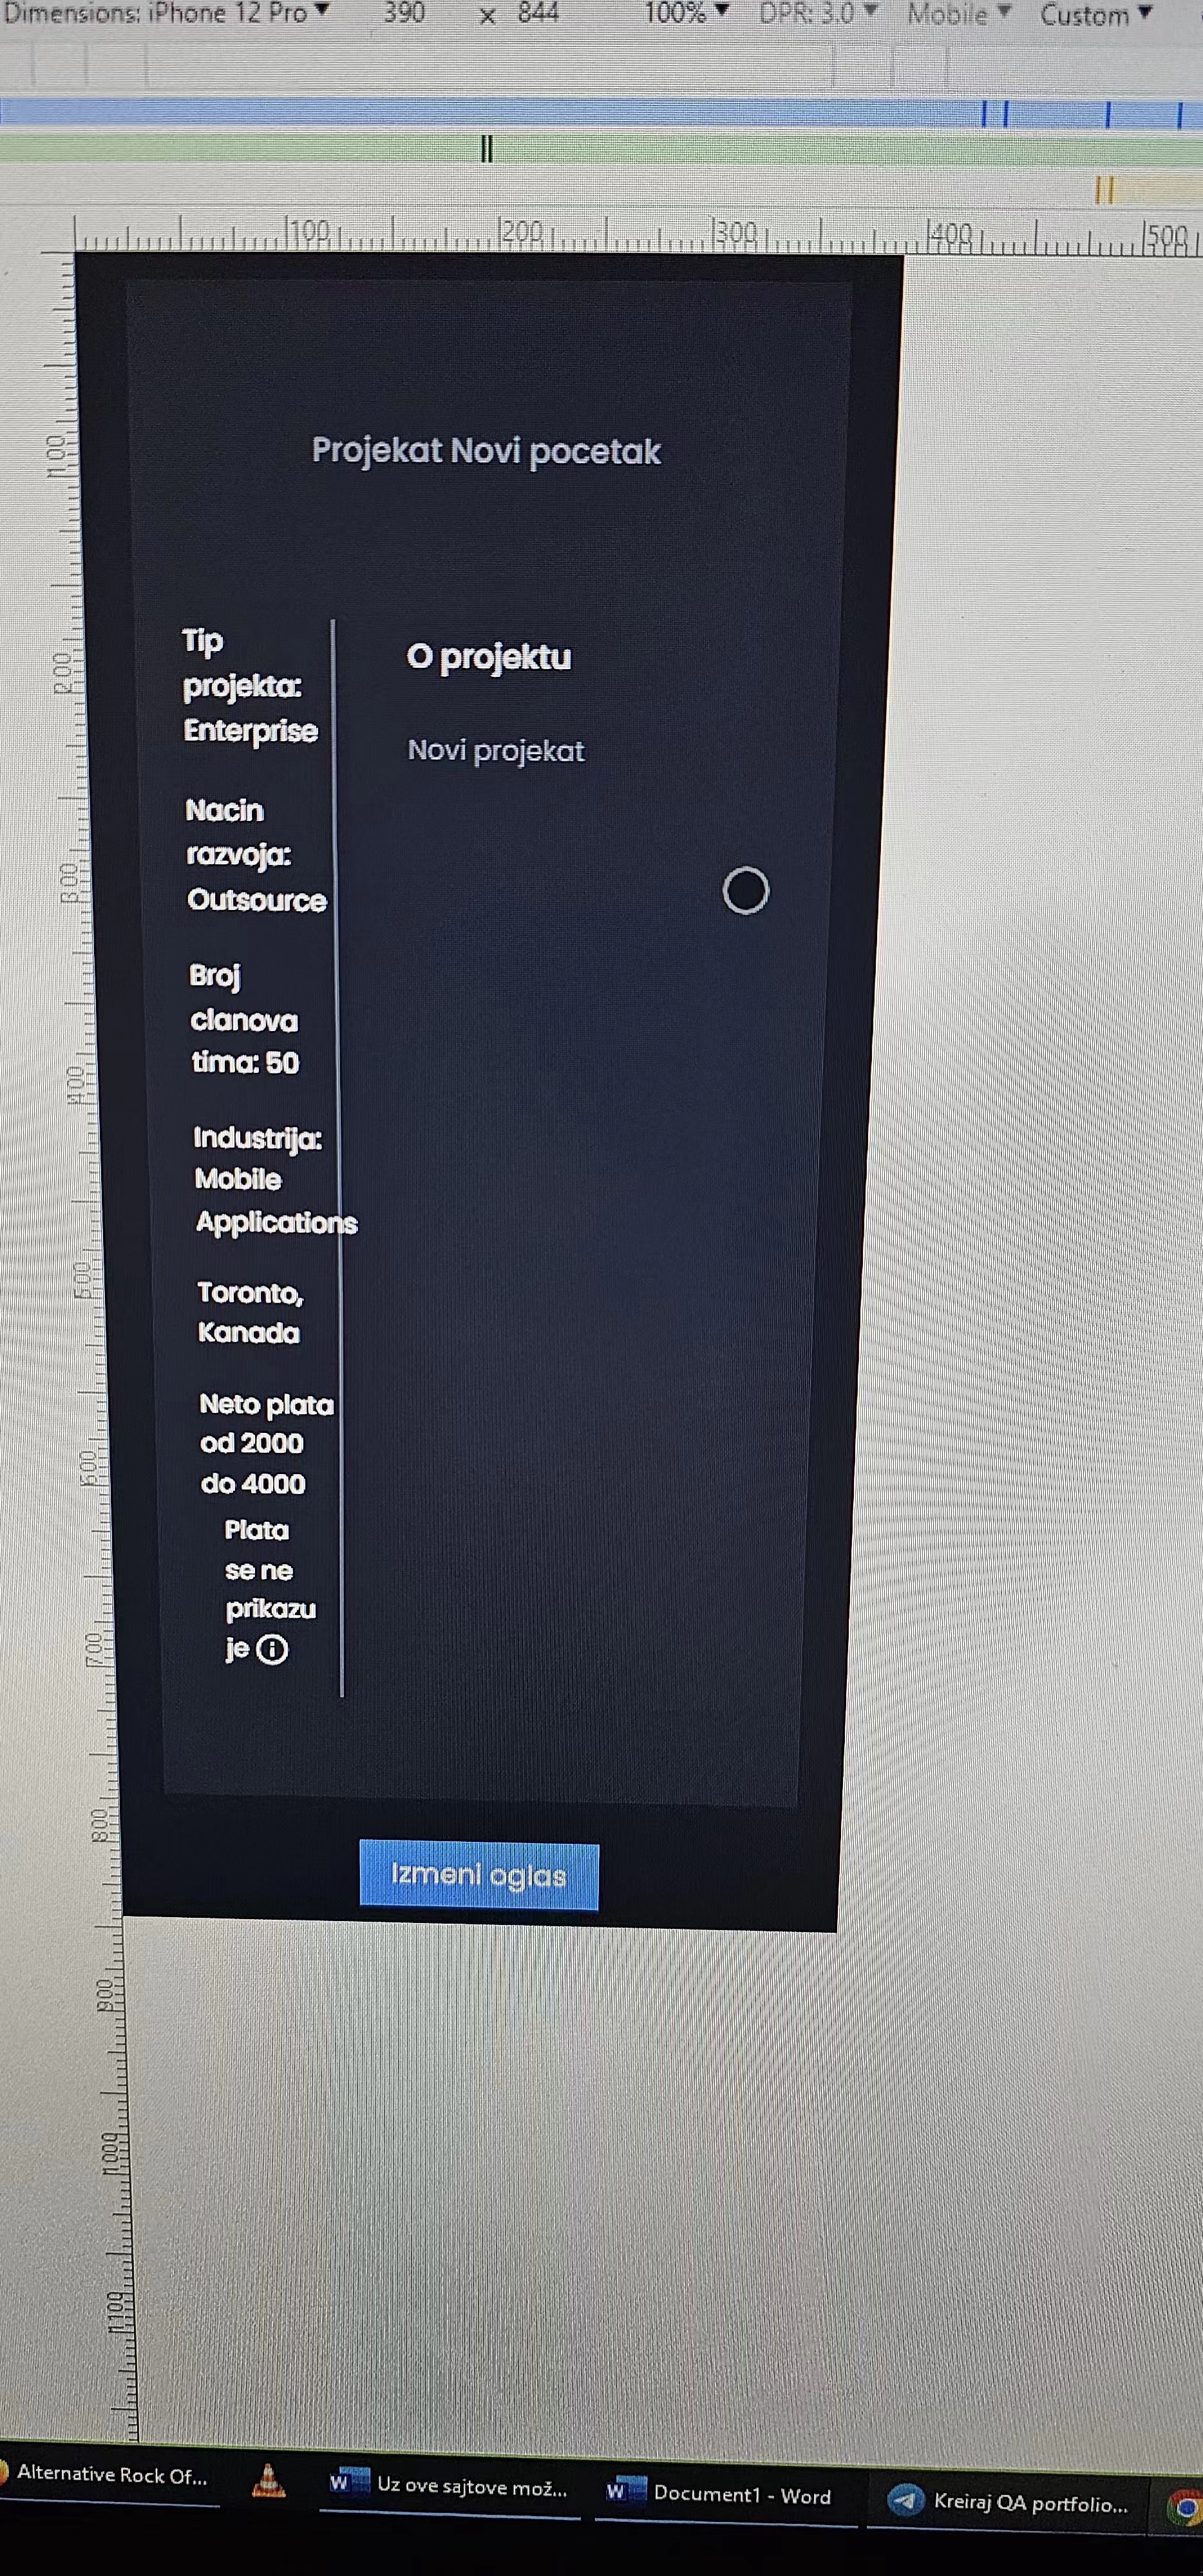 Dimensions: iPhone 12 Pro ▼ 390 x 844 100% ▼ DPR: 3.0 ▼ Mobile ▼ Custom ▼
100 200 300 400 500
100
200
300
400
500
600
700
800
900
1000
1100
Projekat Novi pocetak
Tip
projekta:
Enterprise
Nacin
razvoja:
Outsource
Broj
clanova
tima: 50
Industrija:
Mobile
Applications
Toronto,
Kanada
Neto plata
od 2000
do 4000
Plata
se ne
prikazu
je i
O projektu
Novi projekat
Izmeni oglas
Alternative Rock Of...
W Uz ove sajtove mož...
W Document1 - Word
Kreiraj QA portfolio...